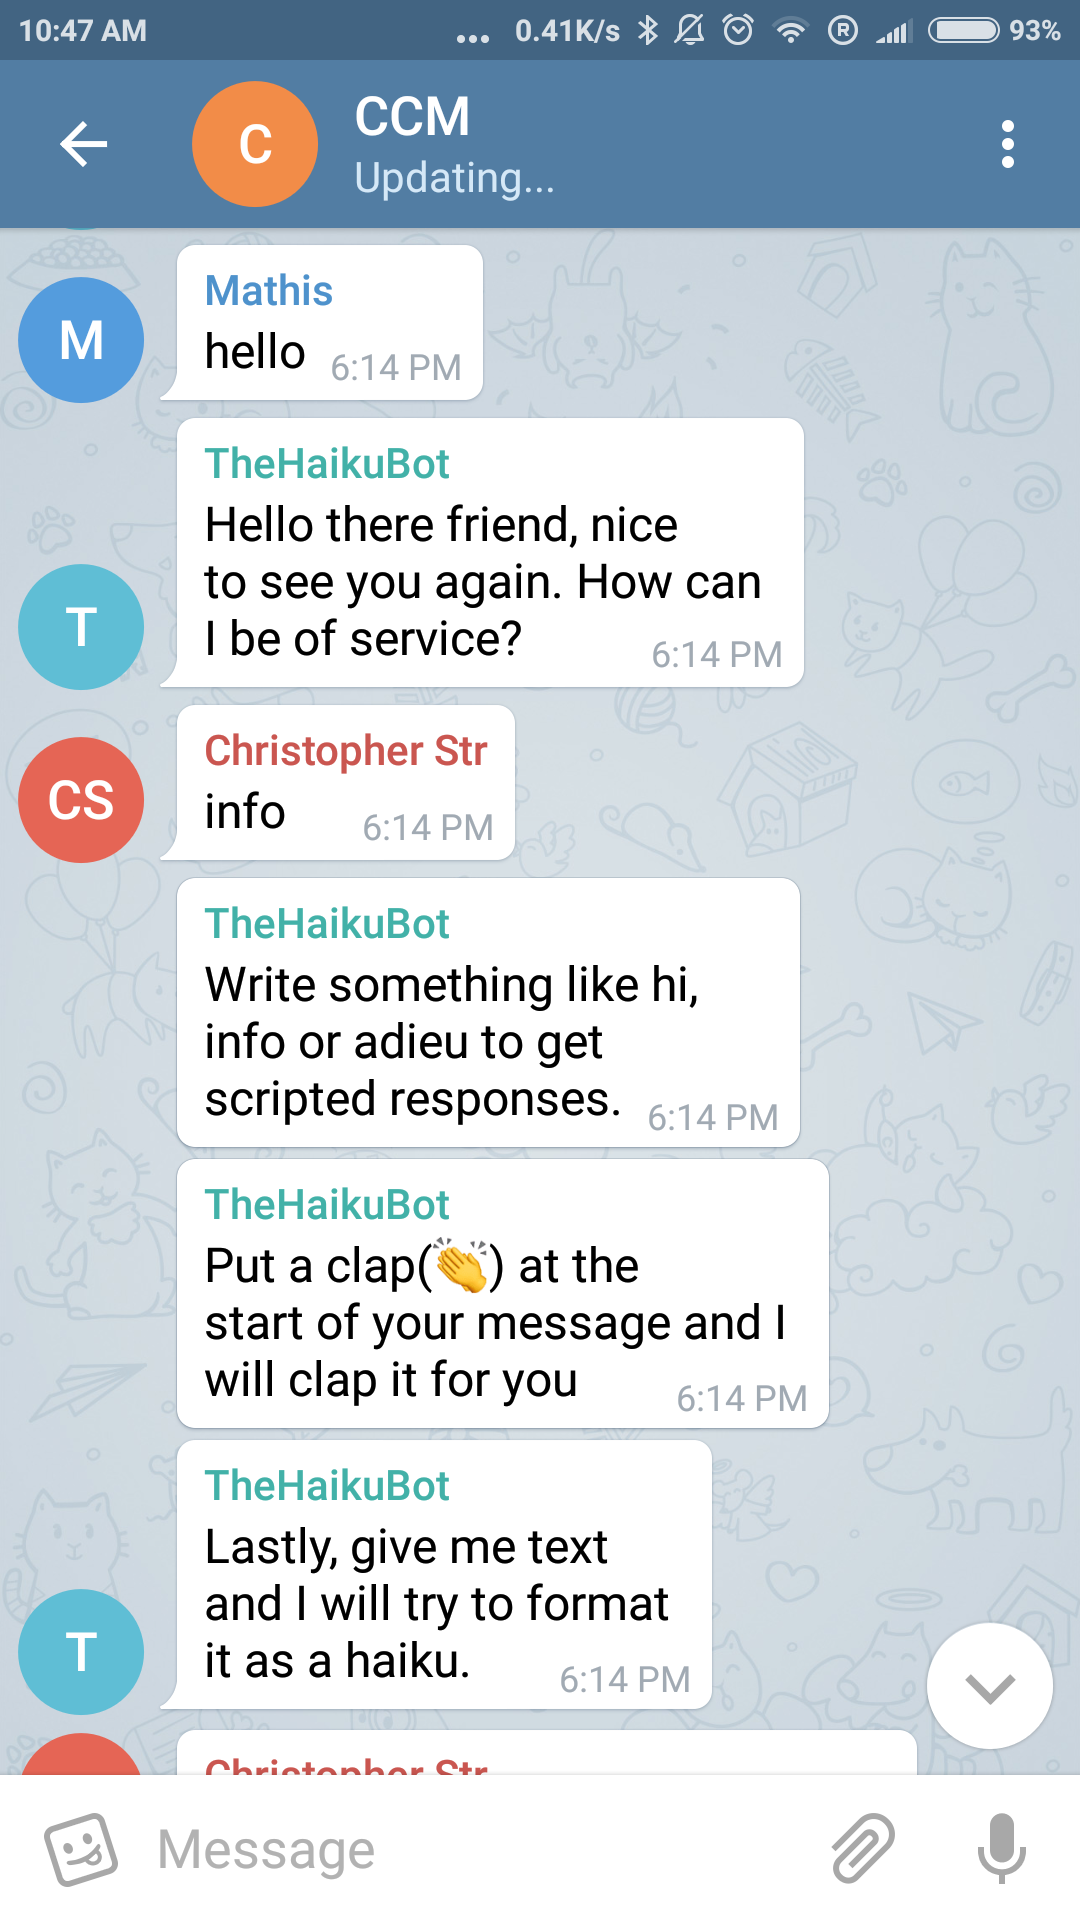 10:47 AM
... 0.41K/s R 93%
C
CCM
Updating...
M
Mathis
hello 6:14 PM
T
TheHaikuBot
Hello there friend, nice
to see you again. How can
I be of service? 6:14 PM
CS
Christopher Str
info 6:14 PM
TheHaikuBot
Write something like hi,
info or adieu to get
scripted responses. 6:14 PM
TheHaikuBot
Put a clap(👏) at the
start of your message and I
will clap it for you 6:14 PM
T
TheHaikuBot
Lastly, give me text
and I will try to format
it as a haiku. 6:14 PM
Christopher Str
Message